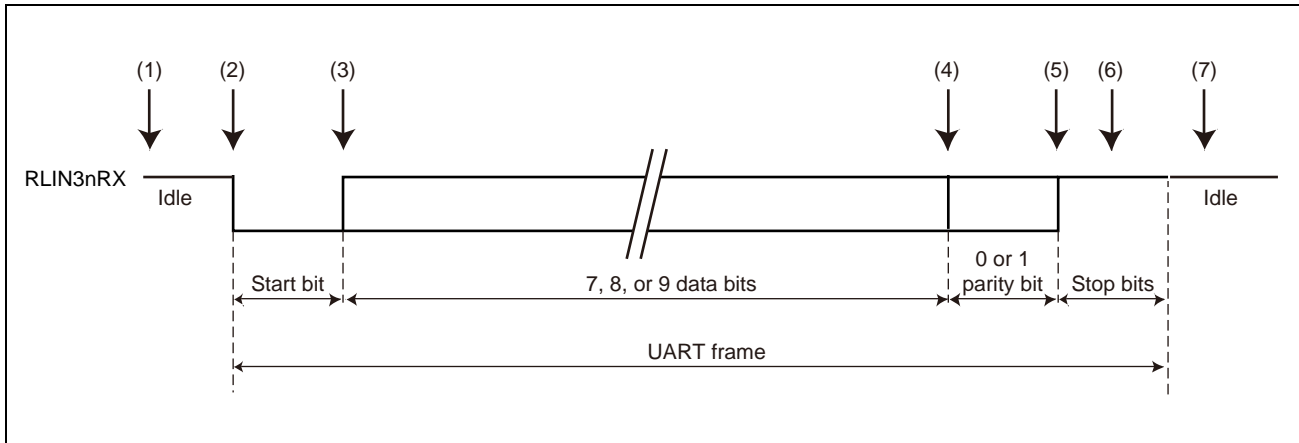 (1) (2) (3) (4) (5) (6) (7)
RLIN3nRX
Idle Idle
Start bit 7, 8, or 9 data bits 0 or 1
parity bit Stop bits
UART frame